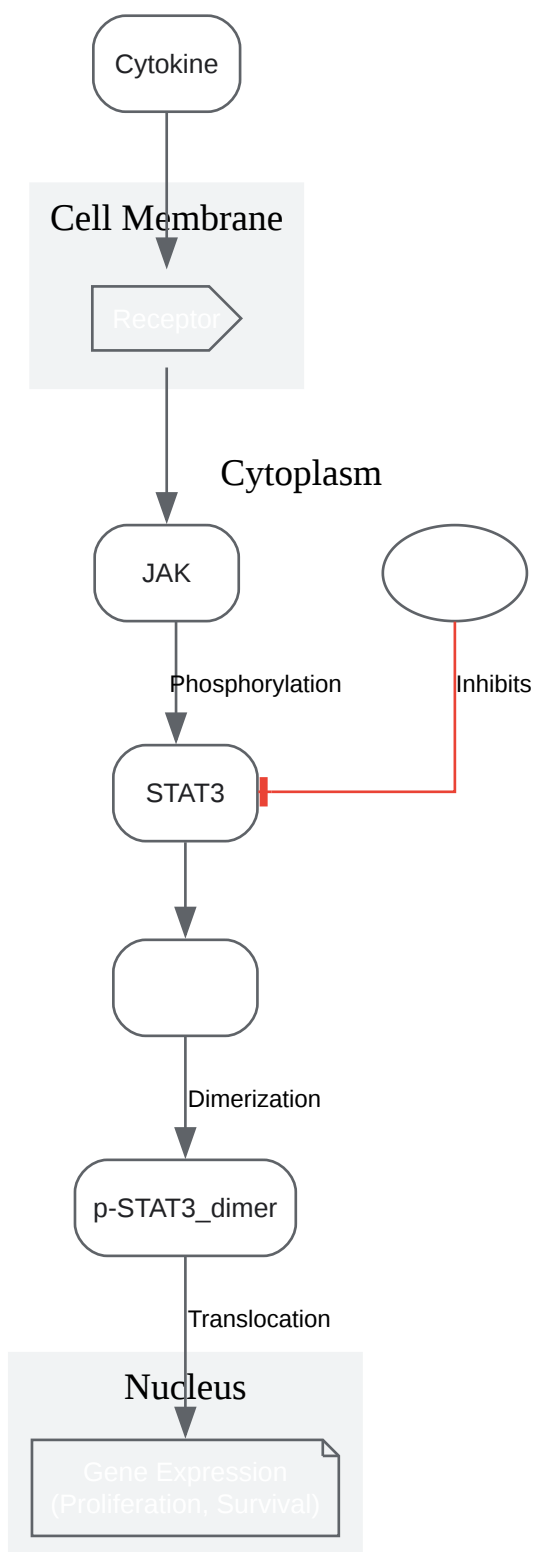 Cytokine
Cell Membrane
Receptor
Cytoplasm
JAK
Phosphorylation
Inhibits
STAT3
Dimerization
p-STAT3_dimer
Translocation
Nucleus
Gene Expression
(Proliferation, Survival)